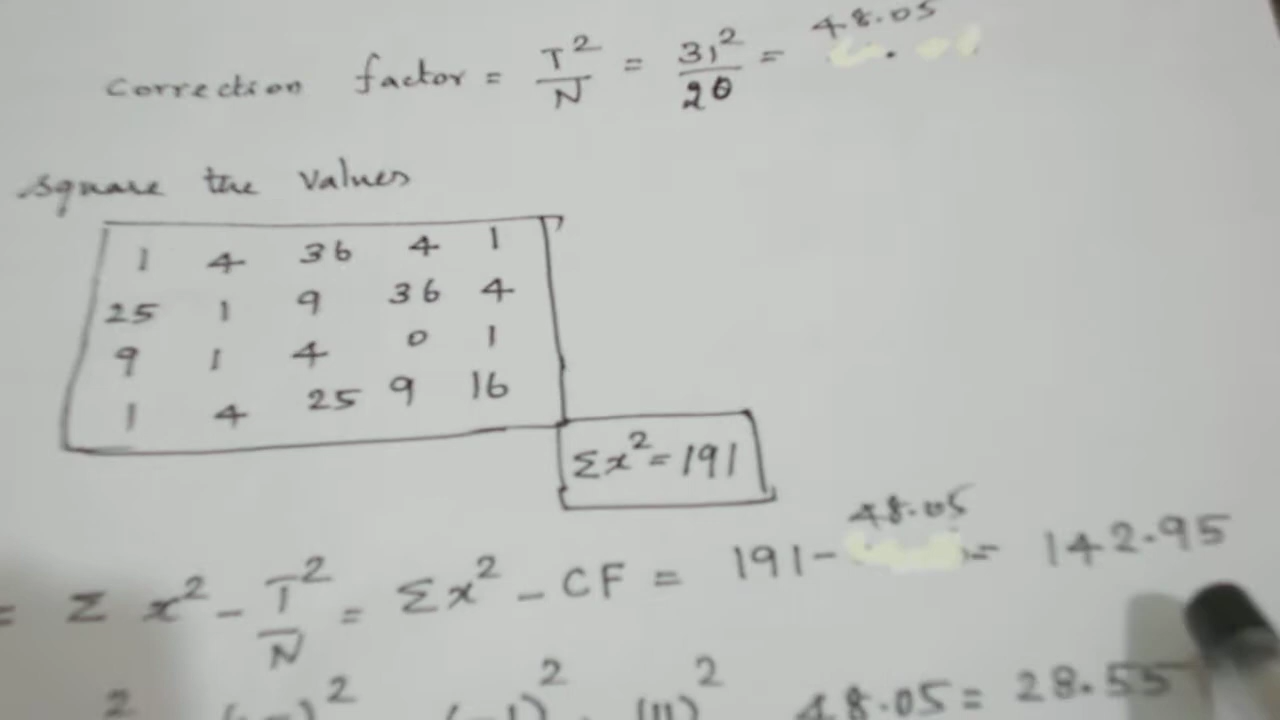 Correction factor = T²/N = 31²/20 = 48.05
square the values
1 4 36 4 1
25 1 9 36 4
9 1 4 0 1
1 4 25 9 16
Σx² = 191
= Σ x² - T²/N = Σx² - CF = 191 - 48.05 = 142.95
48.05 = 28.55